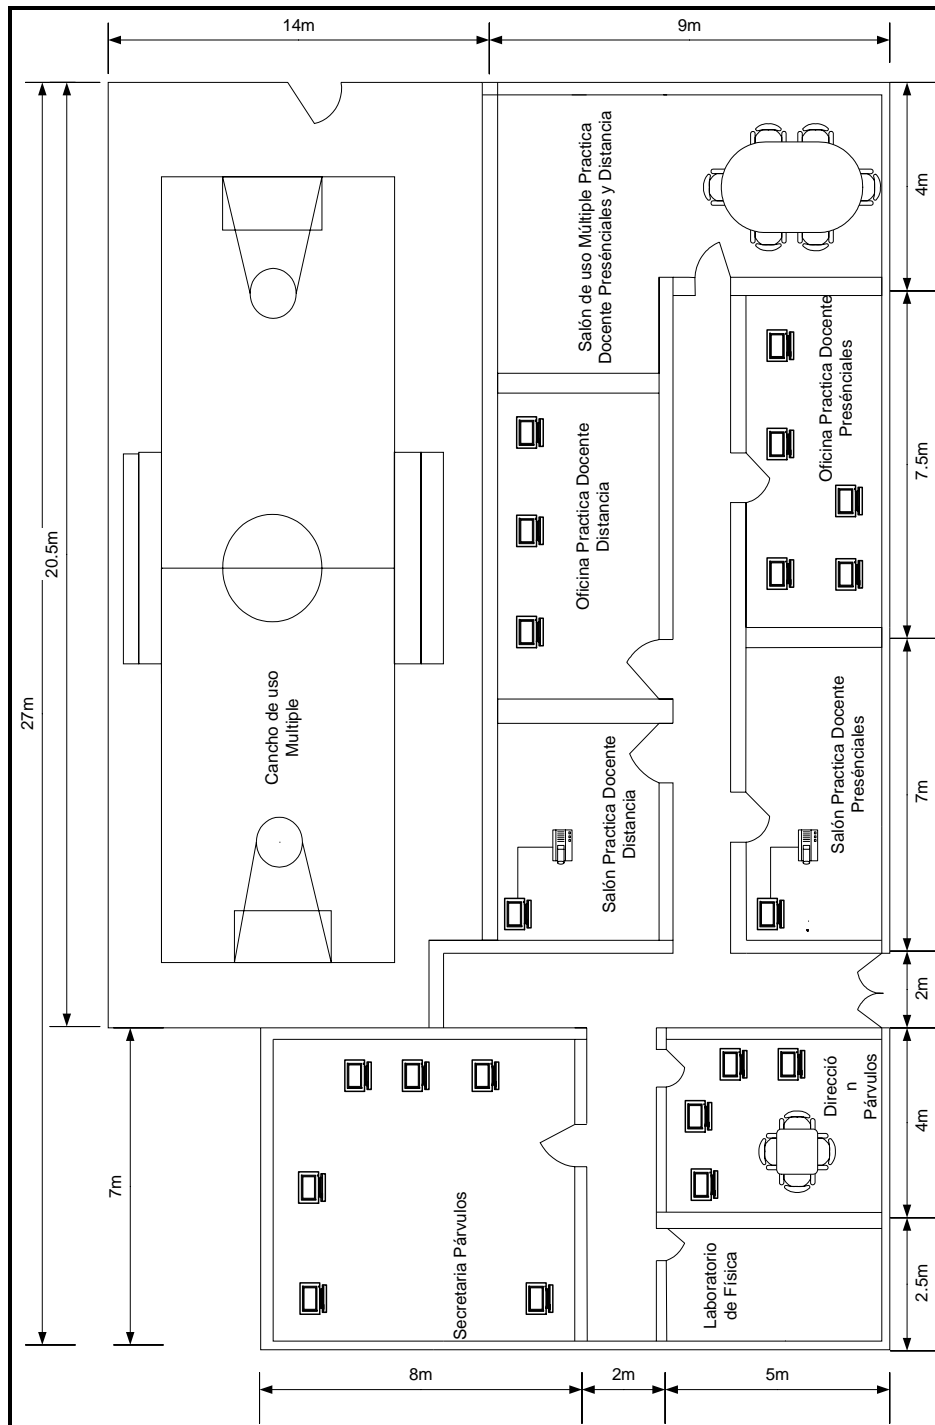 14m
9m
27m
20.5m
7m
4m
7.5m
7m
2m
4m
2.5m
Salón de uso Múltiple Practica
Docente Presénciales y Distancia
Oficina Practica Docente
Presénciales
Oficina Practica Docente
Distancia
Cancho de uso
Multiple
Salón Practica Docente
Distancia
Salón Practica Docente
Presénciales
Direcció
n
Párvulos
Secretaria Párvulos
Laboratorio
de Física
8m
2m
5m